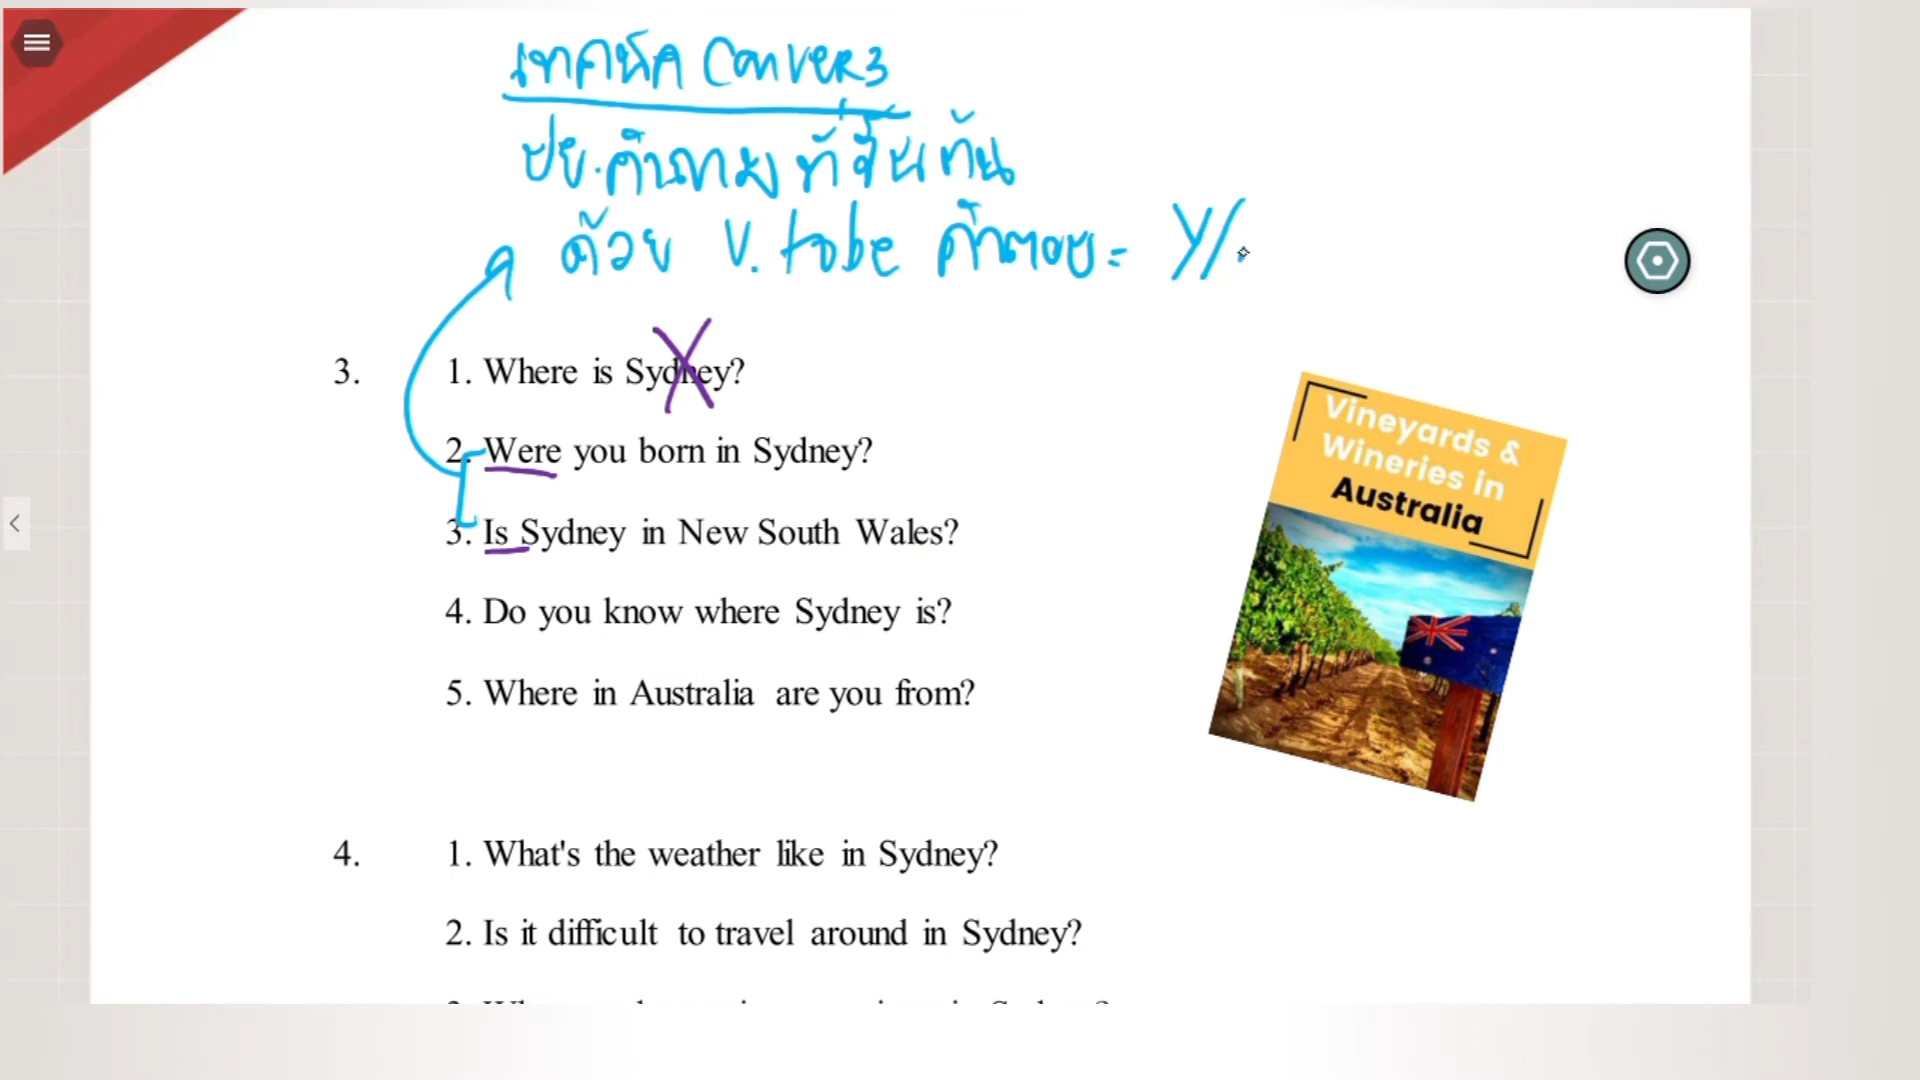 เทคนิค Conver3
ปย.คำถามที่ขึ้นต้น
ด้วย V. tobe คำตอบ = Y/
3. 1. Where is Sydney?
2. Were you born in Sydney?
3. Is Sydney in New South Wales?
4. Do you know where Sydney is?
5. Where in Australia are you from?
Vineyards &
Wineries in
Australia
4. 1. What's the weather like in Sydney?
2. Is it difficult to travel around in Sydney?